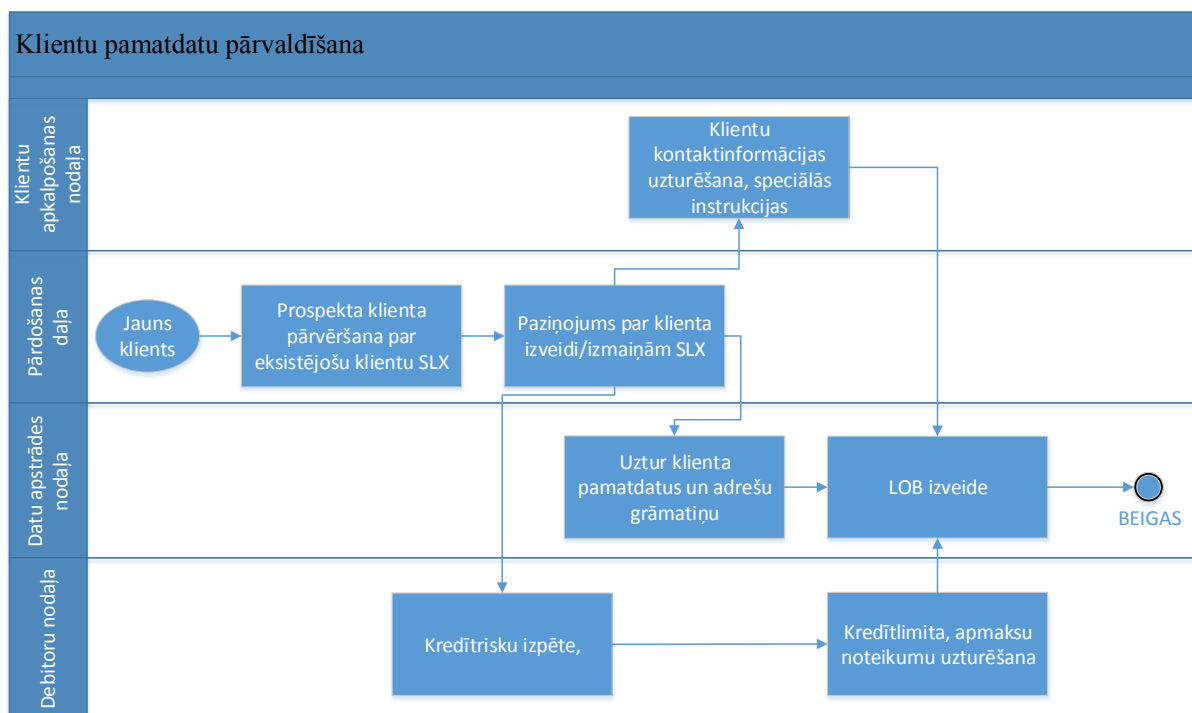 Klientu pamatdatu pārvaldīšana
Klientu
apkalpošanas
nodaļa
Klientu
kontaktinformācijas
uzturēšana, speciālās
instrukcijas
Pārdošanas
daļa
Jauns
klients
Prospekta klienta
pārvēršana par
eksistējošu klientu SLX
Paziņojums par klienta
izveidi/izmaiņām SLX
Datu apstrādes
nodaļa
Uztur klienta
pamatdatus un adrešu
grāmatiņu
LOB izveide
BEIGAS
Debitoru nodaļa
Kredītrisku izpēte,
Kredītlimita, apmaksu
noteikumu uzturēšana